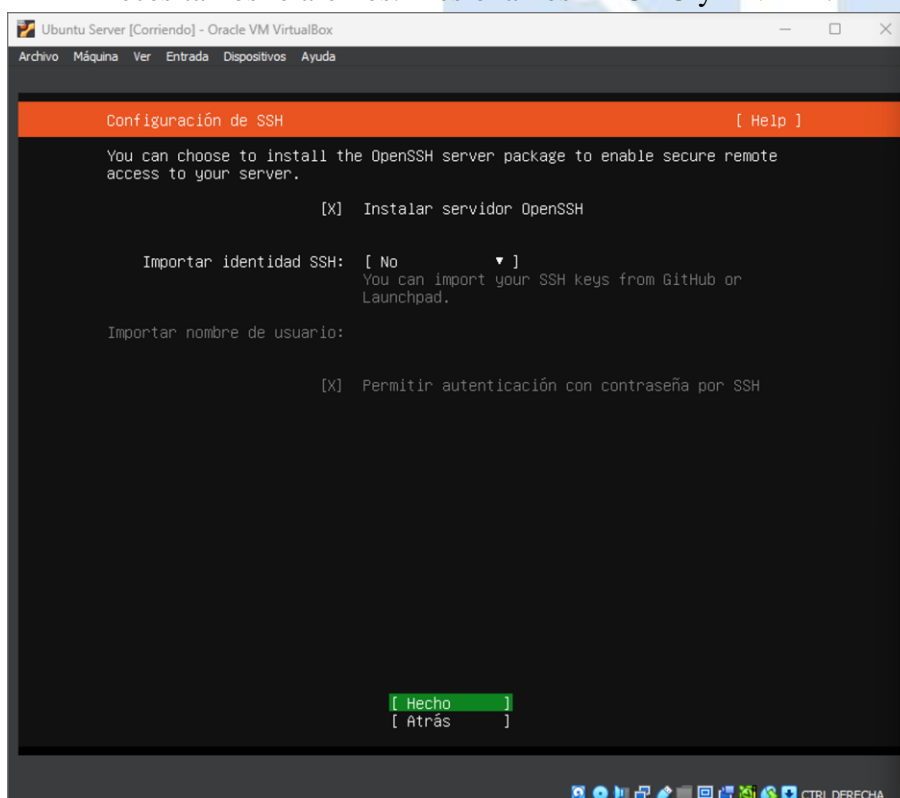 Ubuntu Server [Corriendo] - Oracle VM VirtualBox
Archivo Máquina Ver Entrada Dispositivos Ayuda
Configuración de SSH [ Help ]
You can choose to install the OpenSSH server package to enable secure remote
access to your server.
[X] Instalar servidor OpenSSH
Importar identidad SSH: [ No ▾ ]
You can import your SSH keys from GitHub or
Launchpad.
Importar nombre de usuario:
[X] Permitir autenticación con contraseña por SSH
[ Hecho ]
[ Atrás ]
CTRL DERECHA